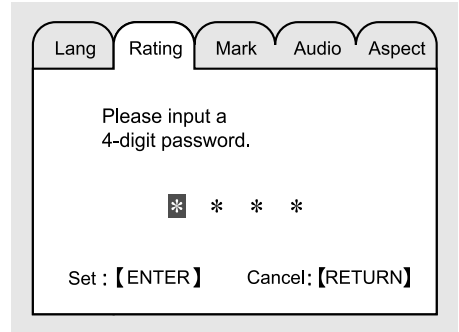 Lang Rating Mark Audio Aspect
Please input a
4-digit password.
* * * *
Set :【ENTER】 Cancel:【RETURN】